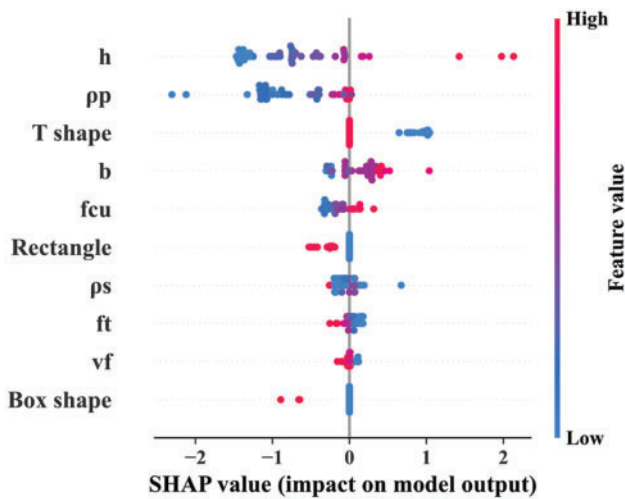 High
h
ρp
T shape
b
fcu
Rectangle
ρs
ft
vf
Box shape
Low
Feature value
−2 −1 0 1 2
SHAP value (impact on model output)